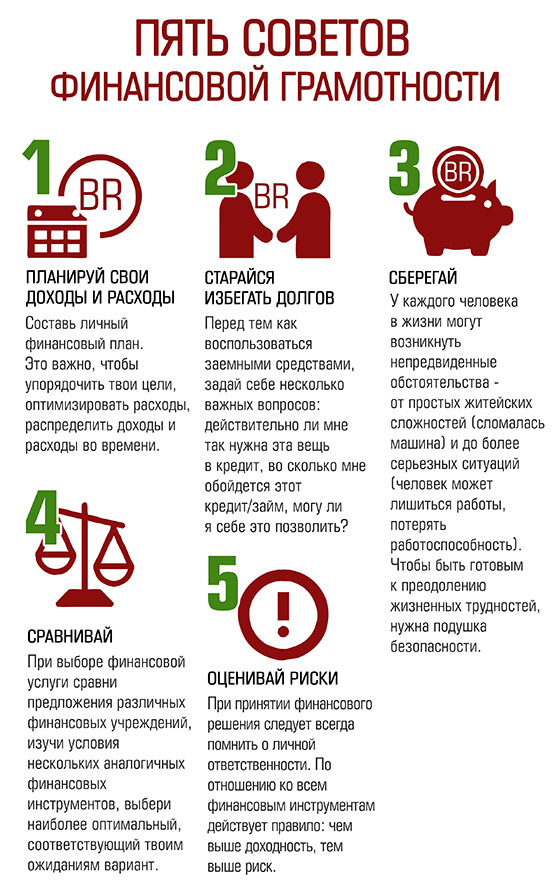 ПЯТЬ СОВЕТОВ
ФИНАНСОВОЙ ГРАМОТНОСТИ
1
BR
ПЛАНИРУЙ СВОИ
ДОХОДЫ И РАСХОДЫ
Составь личный
финансовый план.
Это важно, чтобы
упорядочить твои цели,
оптимизировать расходы,
распределить доходы и
расходы во времени.
2
BR
СТАРАЙСЯ
ИЗБЕГАТЬ ДОЛГОВ
Перед тем как
воспользоваться
заемными средствами,
задай себе несколько
важных вопросов:
действительно ли мне
так нужна эта вещь
в кредит, во сколько мне
обойдется этот
кредит/займ, могу ли
я себе это позволить?
3
BR
СБЕРЕГАЙ
У каждого человека
в жизни могут
возникнуть
непредвиденные
обстоятельства -
от простых житейских
сложностей (сломалась
машина) и до более
серьезных ситуаций
(человек может
лишиться работы,
потерять
работоспособность).
Чтобы быть готовым
к преодолению
жизненных трудностей,
нужна подушка
безопасности.
4
СРАВНИВАЙ
При выборе финансовой
услуги сравни
предложения различных
финансовых учреждений,
изучи условия
нескольких аналогичных
финансовых
инструментов, выбери
наиболее оптимальный,
соответствующий твоим
ожиданиям вариант.
5
!
ОЦЕНИВАЙ РИСКИ
При принятии финансового
решения следует всегда
помнить о личной
ответственности. По
отношению ко всем
финансовым инструментам
действует правило: чем
выше доходность, тем
выше риск.